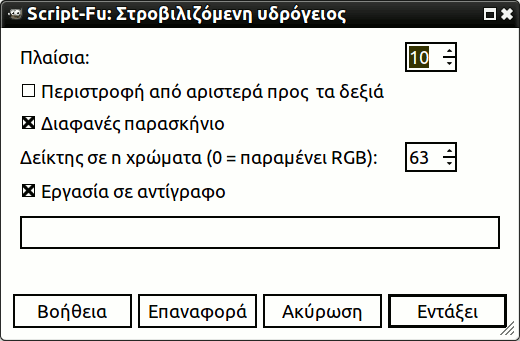 Script-Fu: Στροβιλιζόμενη υδρόγειος
Πλαίσια: 10
Περιστροφή από αριστερά προς τα δεξιά
Διαφανές παρασκήνιο
Δείκτης σε n χρώματα (0 = παραμένει RGB): 63
Εργασία σε αντίγραφο
Βοήθεια Επαναφορά Ακύρωση Εντάξει